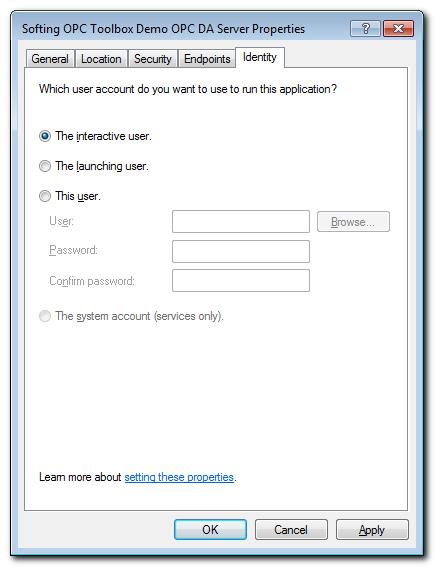 Softing OPC Toolbox Demo OPC DA Server Properties
General Location Security Endpoints Identity
Which user account do you want to use to run this application?
The interactive user.
The launching user.
This user.
User:
Browse...
Password:
Confirm password:
The system account (services only).
Learn more about setting these properties.
OK Cancel Apply